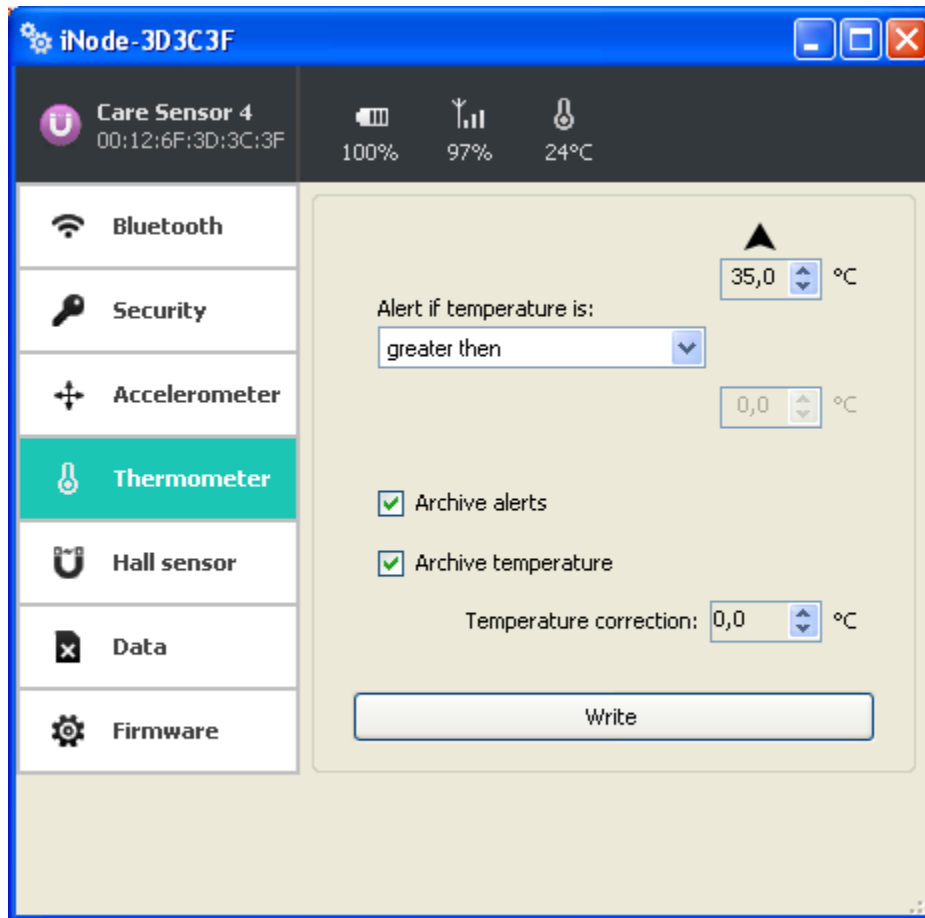 iNode-3D3C3F
Care Sensor 4
00:12:6F:3D:3C:3F
100%
97%
24°C
Bluetooth
Security
Accelerometer
Thermometer
Hall sensor
Data
Firmware
35,0 °C
Alert if temperature is:
greater then
0,0 °C
Archive alerts
Archive temperature
Temperature correction: 0,0 °C
Write